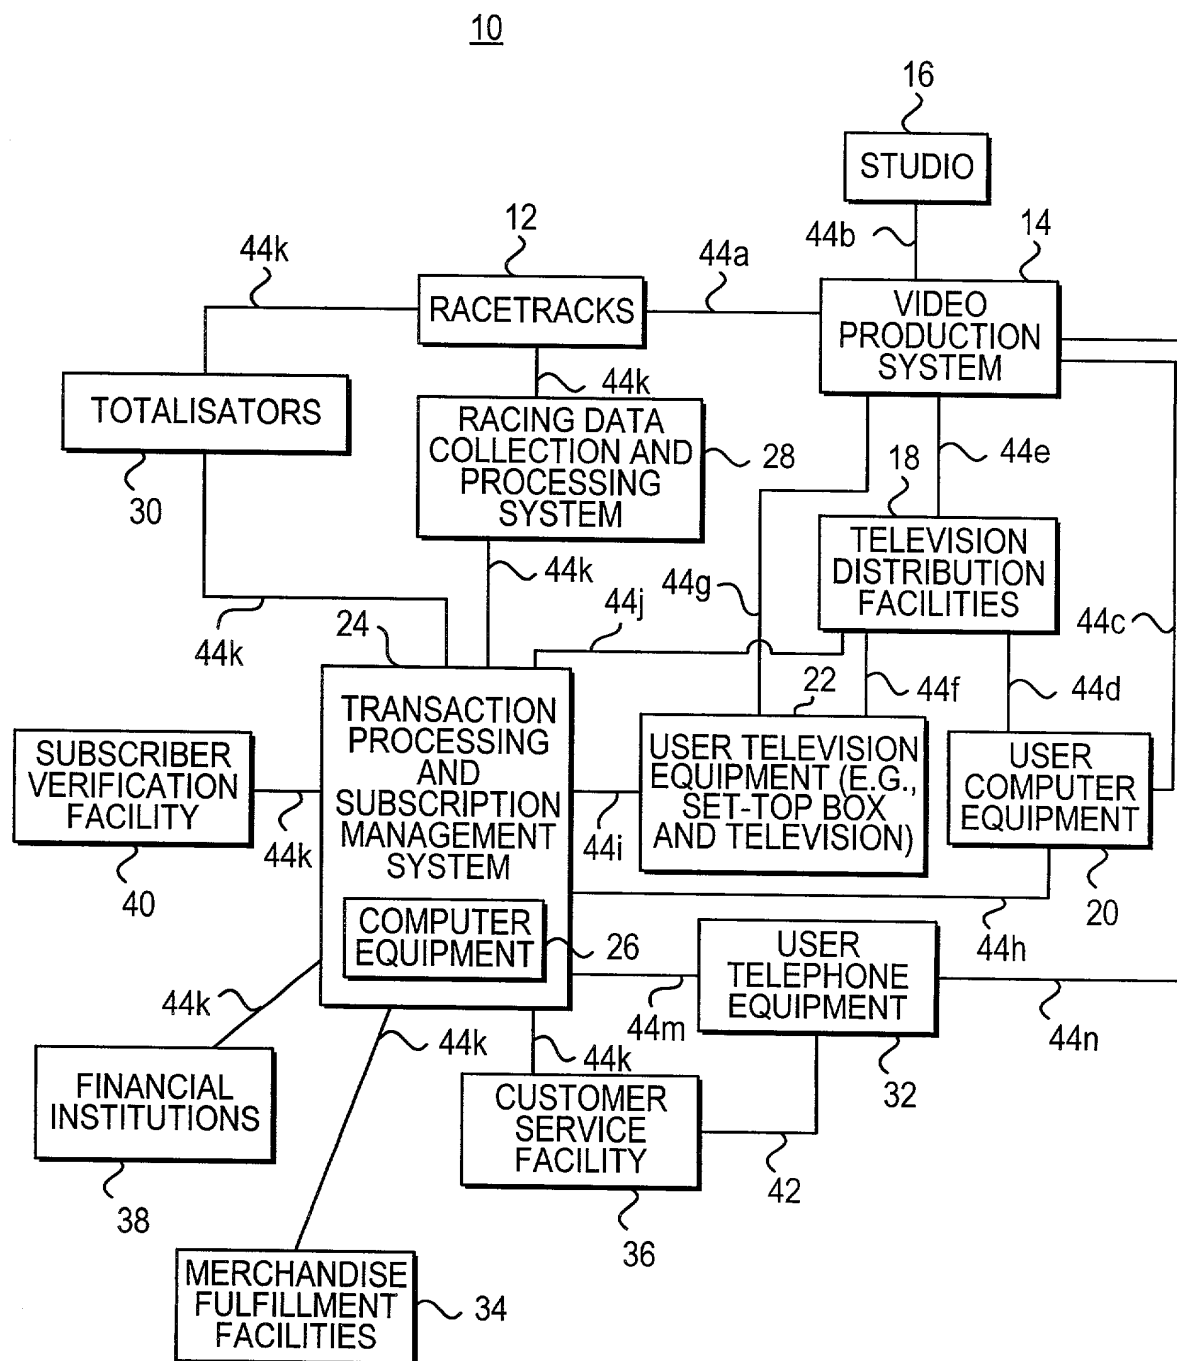 10
16
STUDIO
12
44b
14
44k
44a
RACETRACKS
VIDEO
PRODUCTION
SYSTEM
44k
TOTALISATORS
RACING DATA
COLLECTION AND
PROCESSING
SYSTEM
28
18
44e
30
TELEVISION
DISTRIBUTION
FACILITIES
44k
44g
44j
44c
44k
24
22
44f
44d
TRANSACTION
PROCESSING
AND
SUBSCRIPTION
MANAGEMENT
SYSTEM
USER TELEVISION
EQUIPMENT (E.G.,
SET-TOP BOX
AND TELEVISION)
USER
COMPUTER
EQUIPMENT
SUBSCRIBER
VERIFICATION
FACILITY
44k
44i
40
20
COMPUTER
EQUIPMENT
26
44h
USER
TELEPHONE
EQUIPMENT
44k
44m
44n
44k
44k
32
FINANCIAL
INSTITUTIONS
CUSTOMER
SERVICE
FACILITY
42
38
36
MERCHANDISE
FULFILLMENT
FACILITIES
34